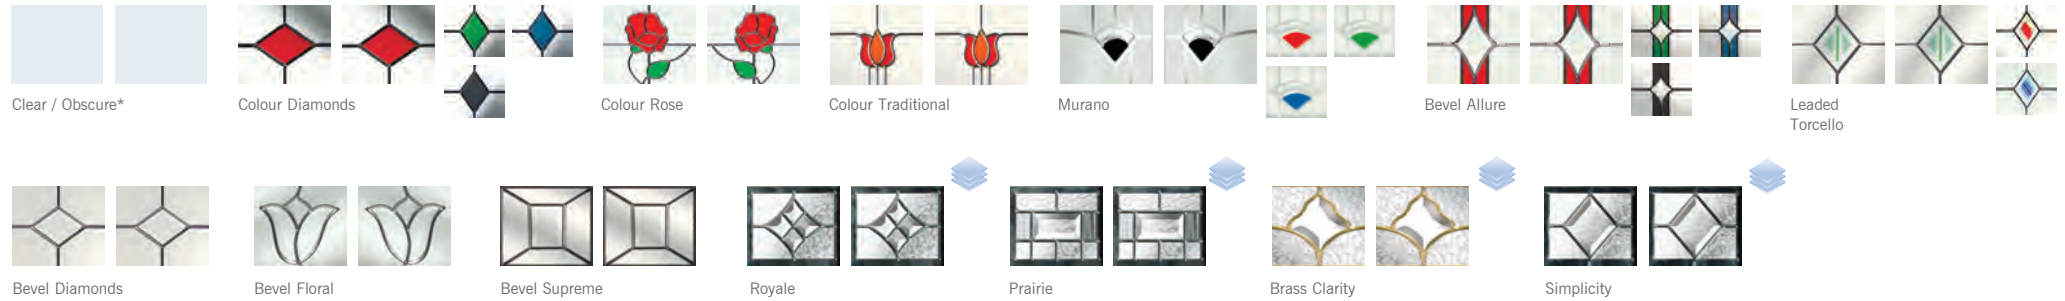 Clear / Obscure*
Colour Diamonds
Colour Rose
Colour Traditional
Murano
Bevel Allure
Leaded
Torcello
Bevel Diamonds
Bevel Floral
Bevel Supreme
Royale
Prairie
Brass Clarity
Simplicity